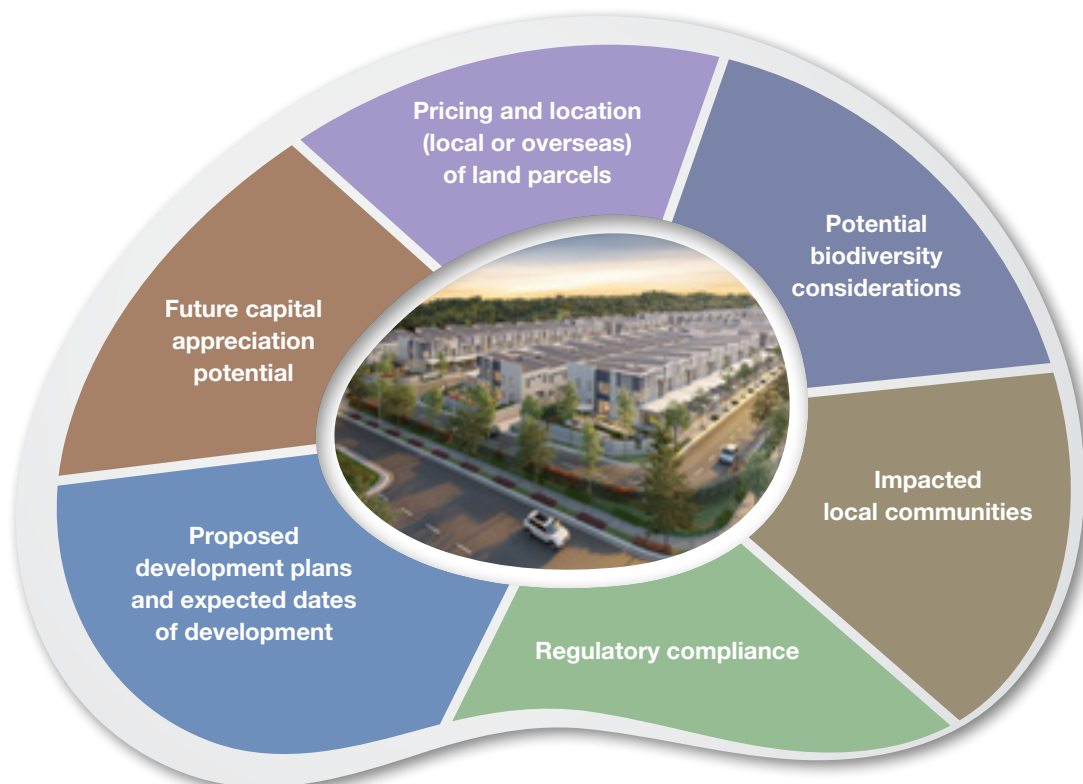 Pricing and location
(local or overseas)
of land parcels
Potential
biodiversity
considerations
Impacted
local communities
Regulatory compliance
Proposed
development plans
and expected dates
of development
Future capital
appreciation
potential